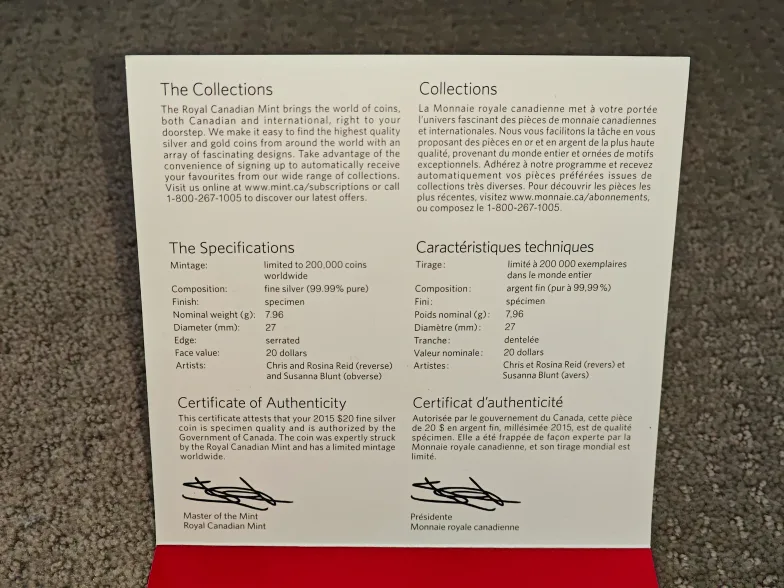 The Collections
The Royal Canadian Mint brings the world of coins,
both Canadian and international, right to your
doorstep. We make it easy to find the highest quality
silver and gold coins from around the world with an
array of fascinating designs. Take advantage of the
convenience of signing up to automatically receive
your favourites from our wide range of collections.
Visit us online at www.mint.ca/subscriptions or call
1-800-267-1005 to discover our latest offers.
The Specifications
Mintage: limited to 200,000 coins
worldwide
Composition: fine silver (99.99% pure)
Finish: specimen
Nominal weight (g): 7.96
Diameter (mm): 27
Edge: serrated
Face value: 20 dollars
Artists: Chris and Rosina Reid (reverse)
and Susanna Blunt (obverse)
Certificate of Authenticity
This certificate attests that your 2015 $20 fine silver
coin is specimen quality and is authorized by the
Government of Canada. The coin was expertly struck
by the Royal Canadian Mint and has a limited mintage
worldwide.
Master of the Mint
Royal Canadian Mint
Collections
La Monnaie royale canadienne met à votre portée
l'univers fascinant des pièces de monnaie canadiennes
et internationales. Nous vous facilitons la tâche en vous
proposant des pièces en or et en argent de la plus haute
qualité, provenant du monde entier et ornées de motifs
exceptionnels. Adhérez à notre programme et recevez
automatiquement vos pièces préférées issues de
collections très diverses. Pour découvrir les pièces les
plus récentes, visitez www.monnaie.ca/abonnements,
ou composez le 1-800-267-1005.
Caractéristiques techniques
Tirage : limité à 200 000 exemplaires
dans le monde entier
Composition : argent fin (pur à 99,99 %)
Fini : spécimen
Poids nominal (g) : 7,96
Diamètre (mm) : 27
Tranche : dentelée
Valeur nominale : 20 dollars
Artistes : Chris et Rosina Reid (revers) et
Susanna Blunt (avers)
Certificat d'authenticité
Autorisée par le gouvernement du Canada, cette pièce
de 20 $ en argent fin, millésimée 2015, est de qualité
spécimen. Elle a été frappée de façon experte par la
Monnaie royale canadienne, et son tirage mondial est
limité.
Présidente
Monnaie royale canadienne